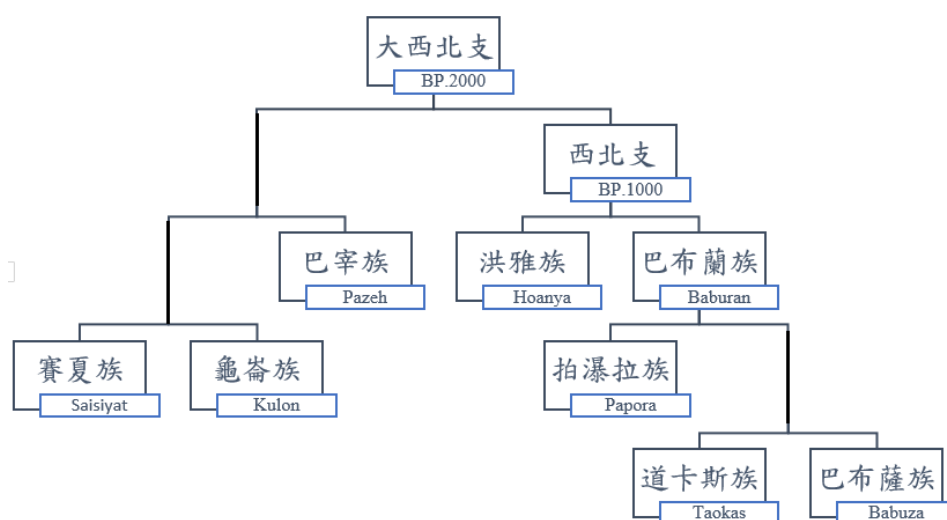 大西北支
BP.2000
西北支
BP.1000
巴宰族
Pazeh
洪雅族
Hoanya
巴布蘭族
Baburan
賽夏族
Saisiyat
龜崙族
Kulon
拍瀑拉族
Papora
道卡斯族
Taokas
巴布薩族
Babuza